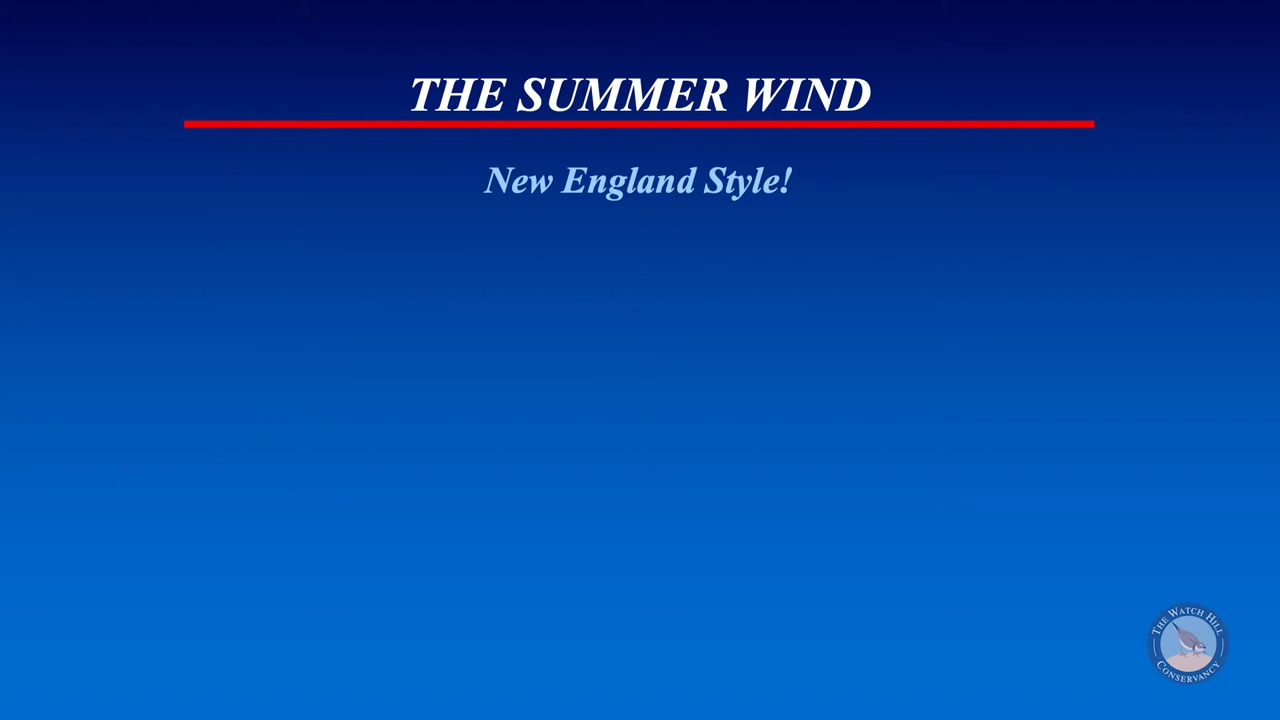 THE SUMMER WIND
New England Style!
THE WATCH HILL
CONSERVANCY